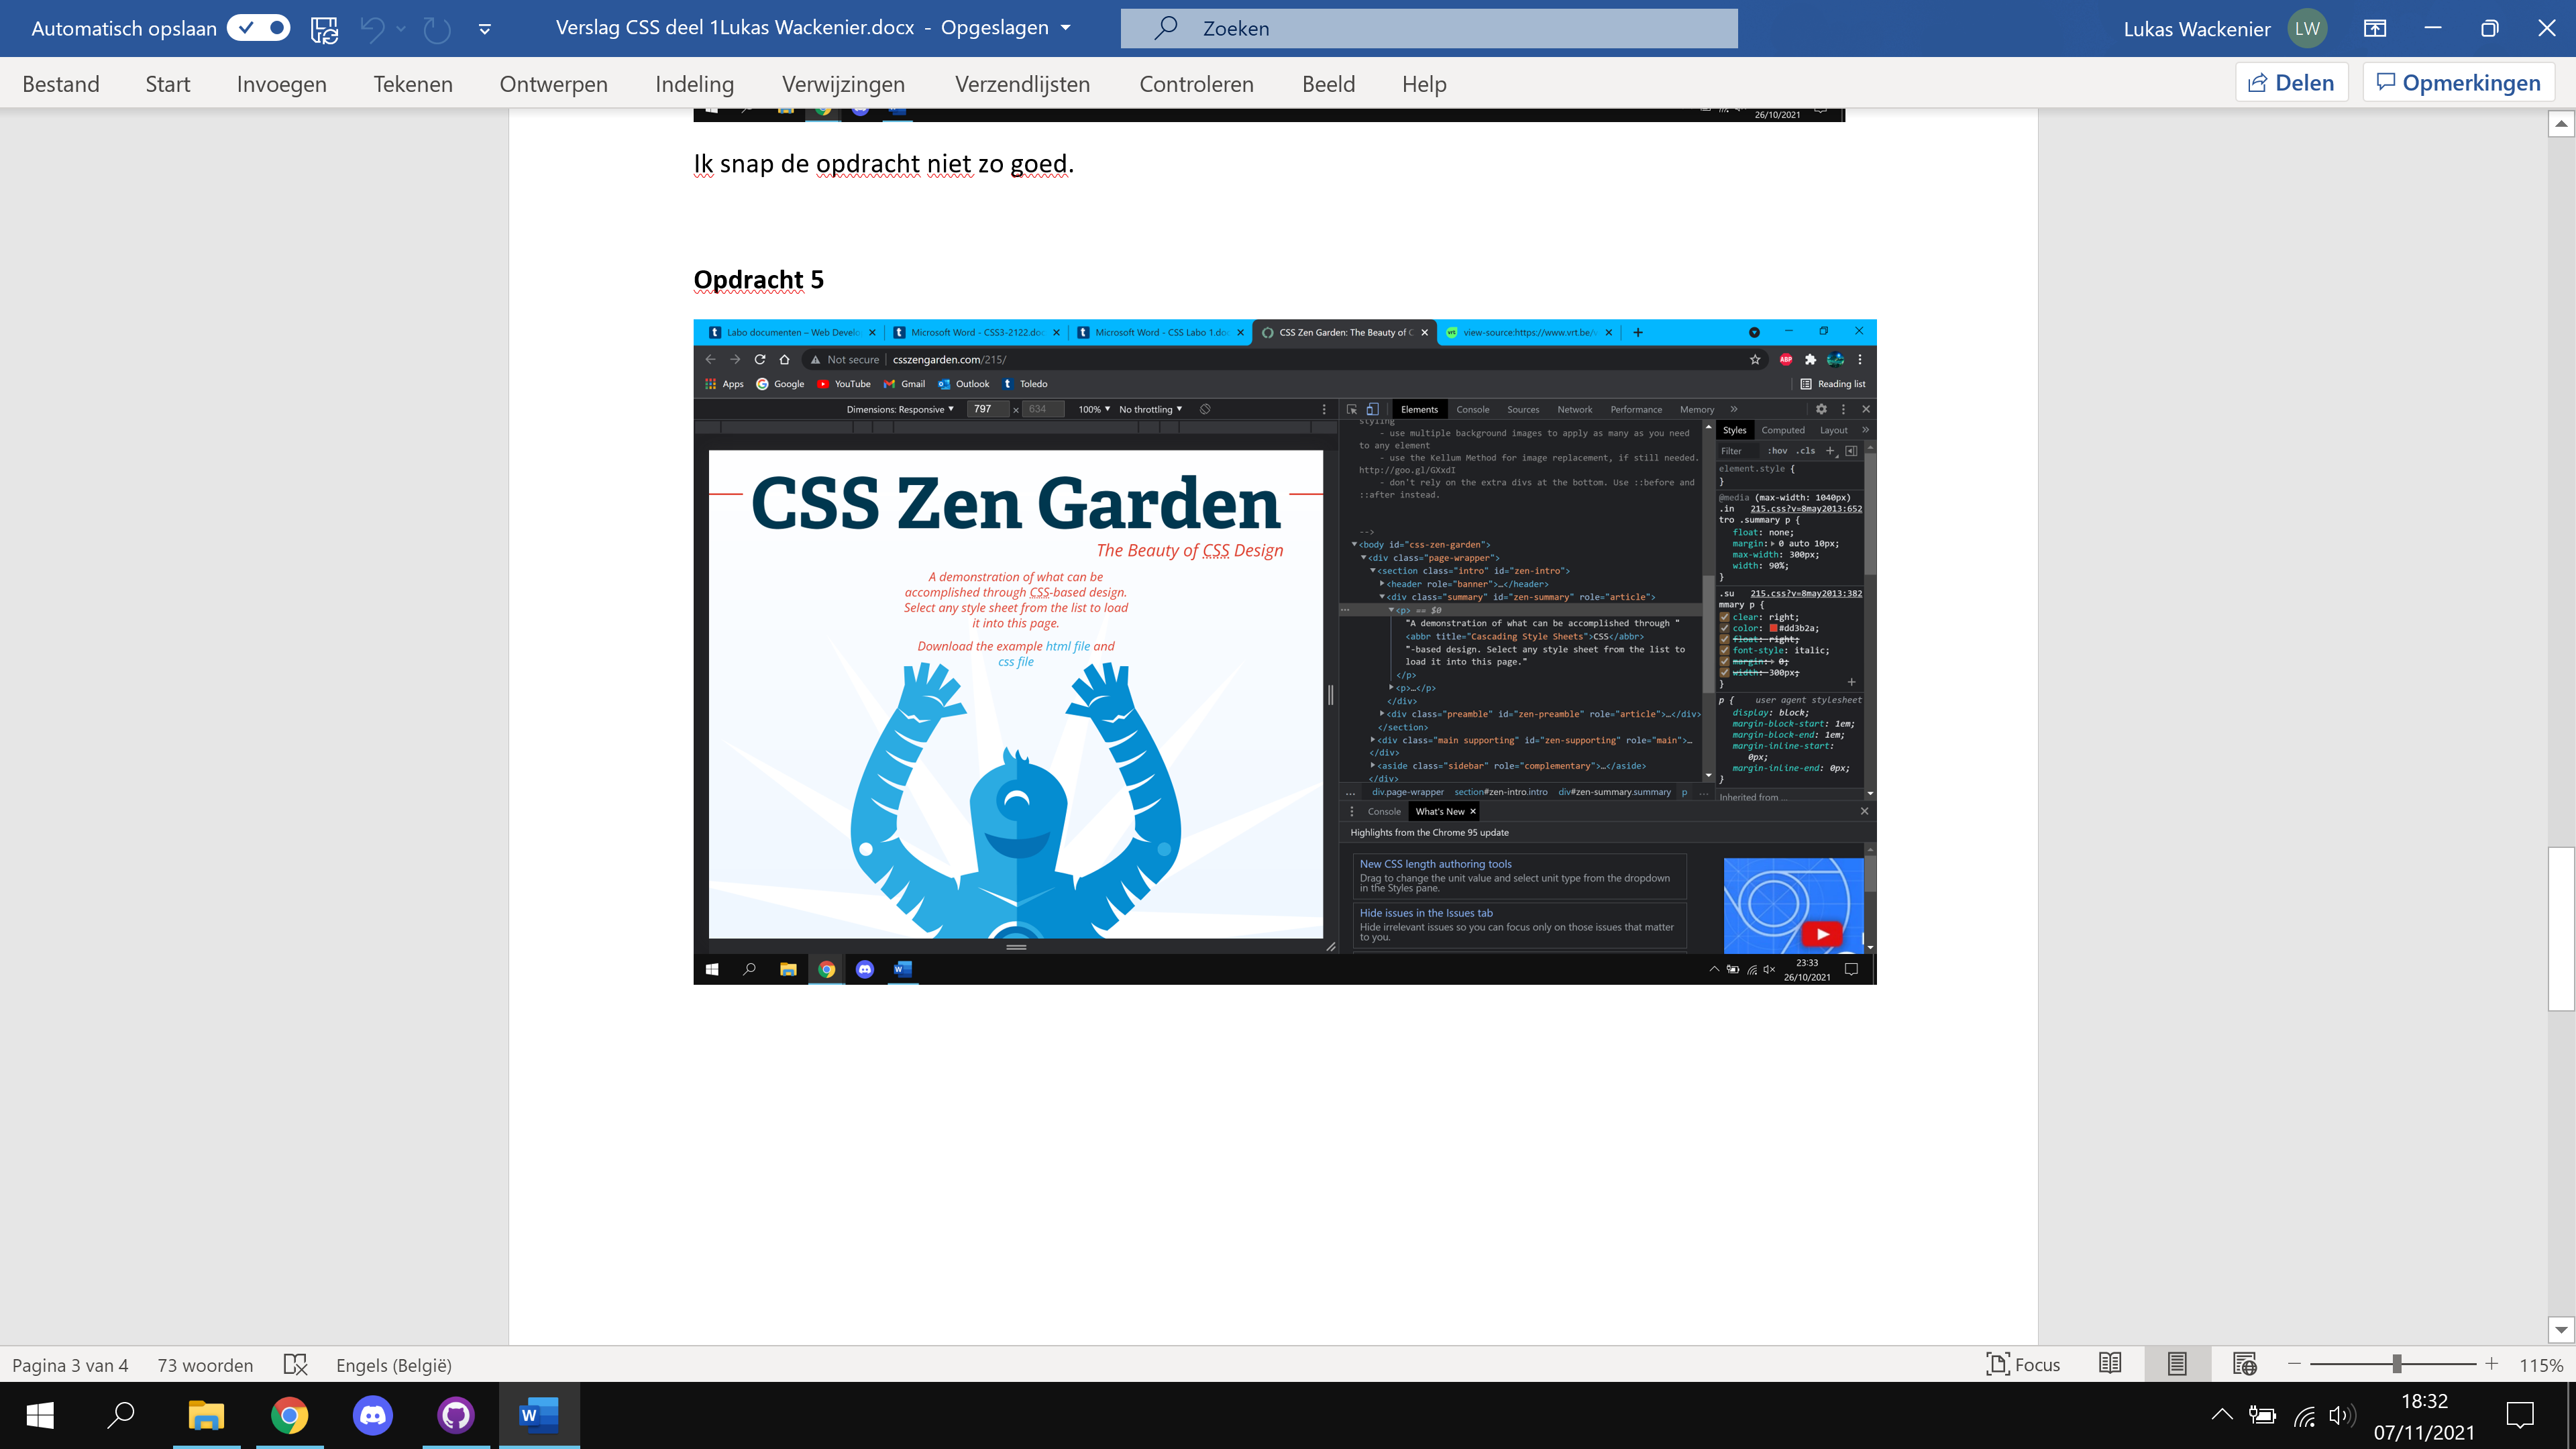 Automatisch opslaan
Verslag CSS deel 1Lukas Wackenier.docx - Opgeslagen
Zoeken
Lukas Wackenier LW
Bestand Start Invoegen Tekenen Ontwerpen Indeling Verwijzingen Verzendlijsten Controleren Beeld Help
Delen Opmerkingen
26/10/2021
Ik snap de opdracht niet zo goed.
Opdracht 5
Labo documenten – Web Develo
Microsoft Word - CSS3-2122.doc
Microsoft Word - CSS Labo 1.doc
CSS Zen Garden: The Beauty of C
view-source:https://www.vrt.be/
Not secure csszengarden.com/215/
ABP
Apps Google YouTube Gmail Outlook Toledo Reading list
Dimensions: Responsive 797 × 634 100% No throttling
CSS Zen Garden
The Beauty of CSS Design
A demonstration of what can be
accomplished through CSS-based design.
Select any style sheet from the list to load
it into this page.
Download the example html file and
css file
Elements Console Sources Network Performance Memory »
styling
- use multiple background images to apply as many as you need
to any element
- use the Kellum Method for image replacement, if still needed.
http://goo.gl/GXxdI
- don't rely on the extra divs at the bottom. Use ::before and
::after instead.
-->
<body id="css-zen-garden">
<div class="page-wrapper">
<section class="intro" id="zen-intro">
<header role="banner">…</header>
<div class="summary" id="zen-summary" role="article">
<p> == $0
"A demonstration of what can be accomplished through "
<abbr title="Cascading Style Sheets">CSS</abbr>
"-based design. Select any style sheet from the list to
load it into this page."
</p>
<p>…</p>
</div>
<div class="preamble" id="zen-preamble" role="article">…</div>
</section>
<div class="main supporting" id="zen-supporting" role="main">…
</div>
<aside class="sidebar" role="complementary">…</aside>
</div>
... div.page-wrapper section#zen-intro.intro div#zen-summary.summary p ...
Styles Computed Layout »
Filter :hov .cls +
element.style {
}
@media (max-width: 1040px)
.in 215.css?v=8may2013:652
tro .summary p {
float: none;
margin: 0 auto 10px;
max-width: 300px;
width: 90%;
}
.su 215.css?v=8may2013:382
mmary p {
clear: right;
color: #dd3b2a;
float: right;
font-style: italic;
margin: 0;
width: 300px;
}
p { user agent stylesheet
display: block;
margin-block-start: 1em;
margin-block-end: 1em;
margin-inline-start:
0px;
margin-inline-end: 0px;
}
Inherited from …
Console What's New
Highlights from the Chrome 95 update
New CSS length authoring tools
Drag to change the unit value and select unit type from the dropdown
in the Styles pane.
Hide issues in the Issues tab
Hide irrelevant issues so you can focus only on those issues that matter
to you.
23:33
26/10/2021
Pagina 3 van 4 73 woorden Engels (België)
Focus
115%
18:32
07/11/2021